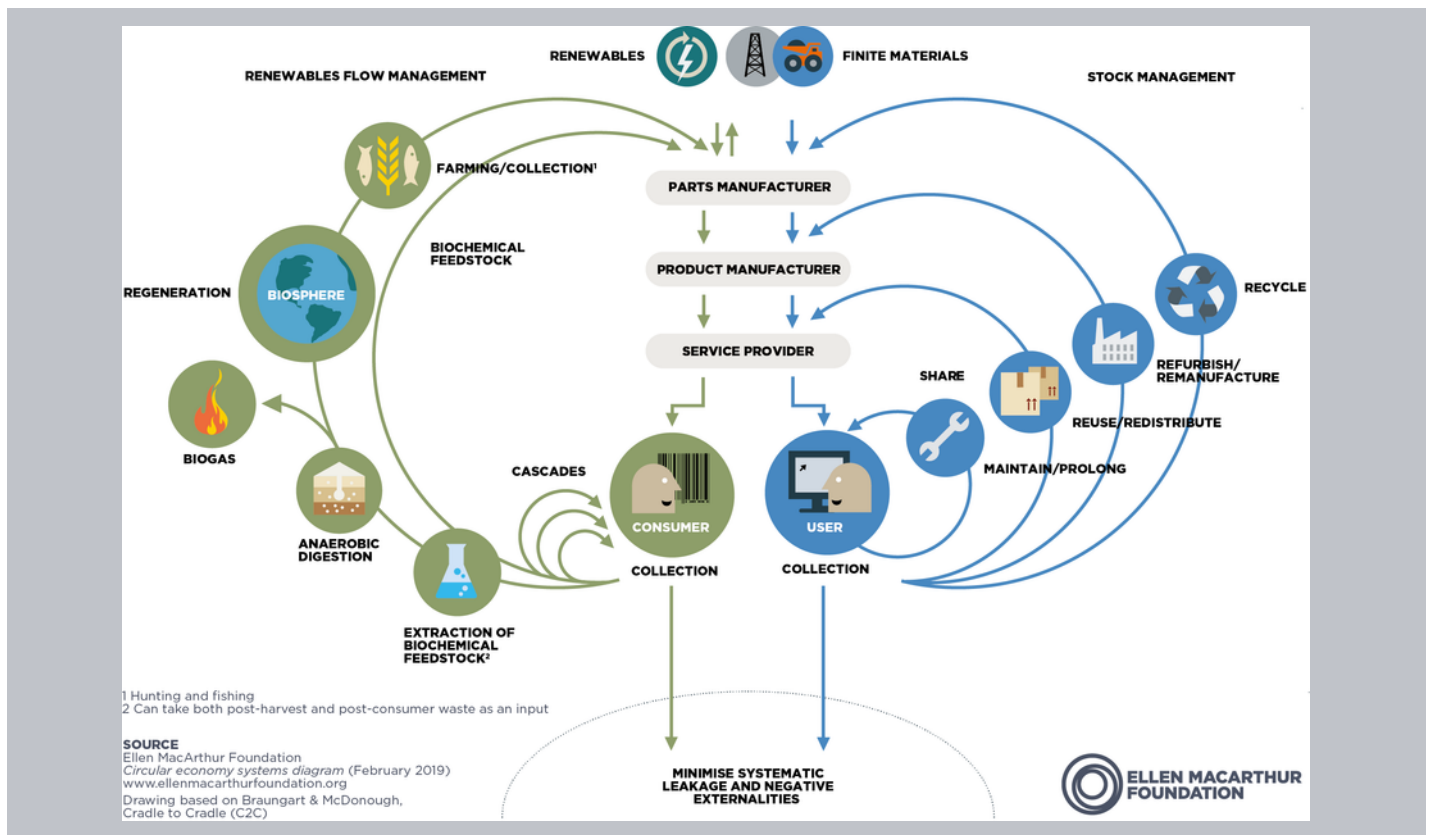 RENEWABLES
FINITE MATERIALS
RENEWABLES FLOW MANAGEMENT
STOCK MANAGEMENT
FARMING/COLLECTION¹
PARTS MANUFACTURER
BIOCHEMICAL
FEEDSTOCK
PRODUCT MANUFACTURER
REGENERATION
BIOSPHERE
RECYCLE
SERVICE PROVIDER
SHARE
REFURBISH/
REMANUFACTURE
REUSE/REDISTRIBUTE
BIOGAS
CASCADES
MAINTAIN/PROLONG
CONSUMER
USER
ANAEROBIC
DIGESTION
COLLECTION
COLLECTION
EXTRACTION OF
BIOCHEMICAL
FEEDSTOCK²
1 Hunting and fishing
2 Can take both post-harvest and post-consumer waste as an input
SOURCE
Ellen MacArthur Foundation
Circular economy systems diagram (February 2019)
www.ellenmacarthurfoundation.org
Drawing based on Braungart & McDonough,
Cradle to Cradle (C2C)
MINIMISE SYSTEMATIC
LEAKAGE AND NEGATIVE
EXTERNALITIES
ELLEN MACARTHUR
FOUNDATION